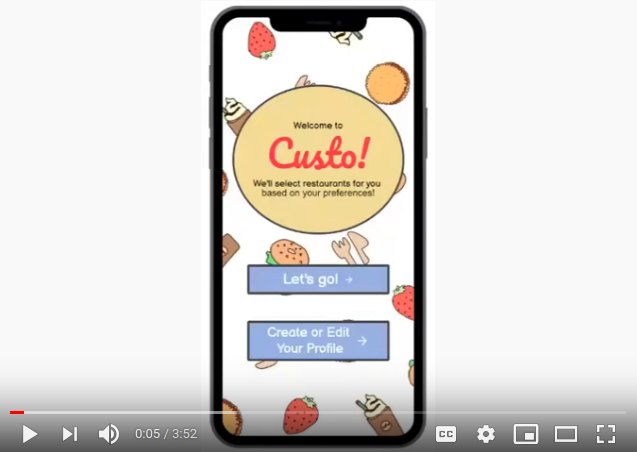 Welcome to
Custo!
We'll select restaurants for you
based on your preferences!
Let's go! →
Create or Edit
Your Profile →
0:05 / 3:52
CC